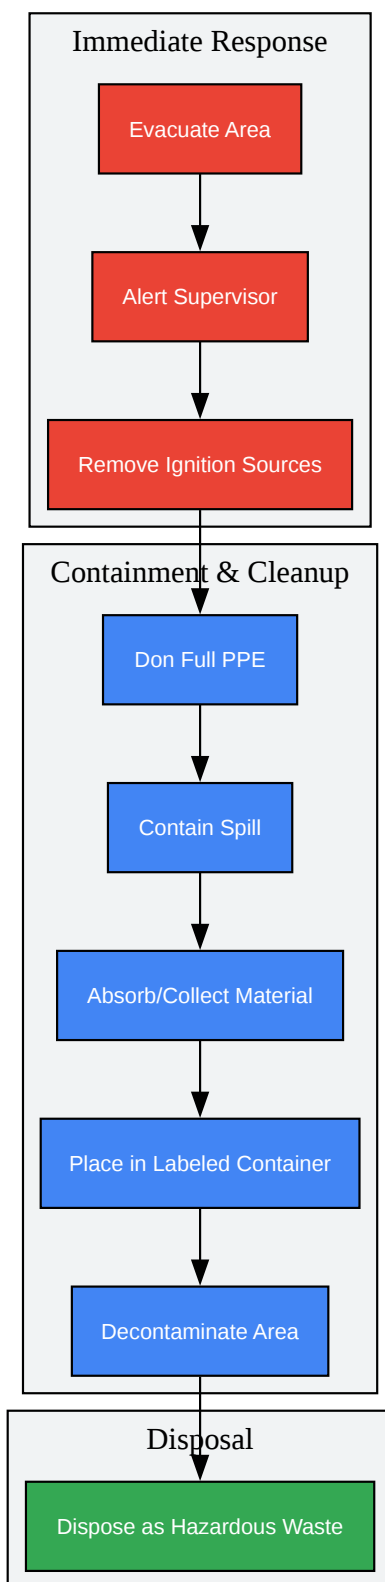 Immediate Response
Evacuate Area
Alert Supervisor
Remove Ignition Sources
Containment & Cleanup
Don Full PPE
Contain Spill
Absorb/Collect Material
Place in Labeled Container
Decontaminate Area
Disposal
Dispose as Hazardous Waste